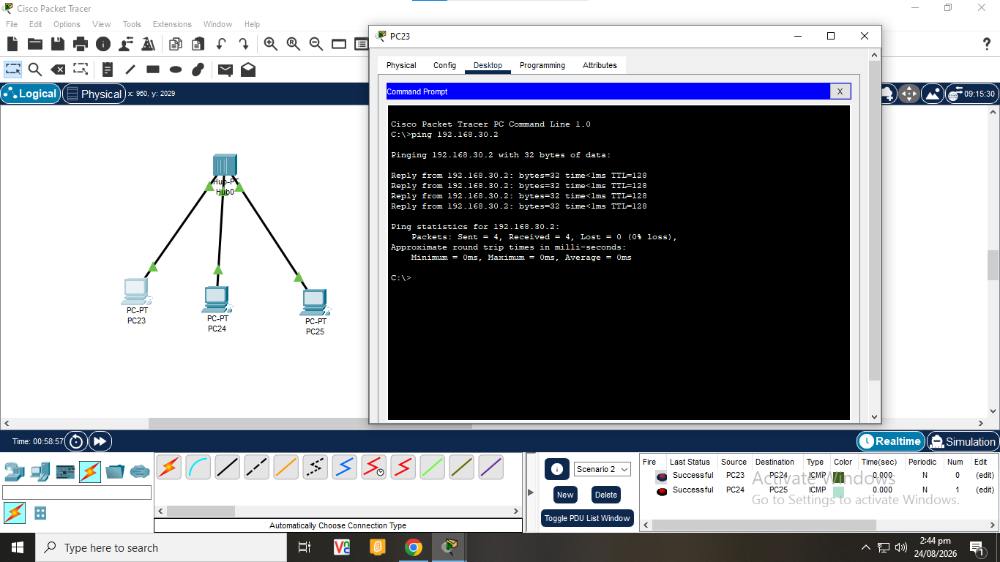 Cisco Packet Tracer
File Edit Options View Tools Extensions Window Help
Logical Physical x: 960, y: 2029
09:15:30
Hub-PT
Hub0
PC-PT
PC23
PC-PT
PC24
PC-PT
PC25
PC23
Physical Config Desktop Programming Attributes
Command Prompt
X
Cisco Packet Tracer PC Command Line 1.0
C:\>ping 192.168.30.2
Pinging 192.168.30.2 with 32 bytes of data:
Reply from 192.168.30.2: bytes=32 time<1ms TTL=128
Reply from 192.168.30.2: bytes=32 time<1ms TTL=128
Reply from 192.168.30.2: bytes=32 time<1ms TTL=128
Reply from 192.168.30.2: bytes=32 time<1ms TTL=128
Ping statistics for 192.168.30.2:
Packets: Sent = 4, Received = 4, Lost = 0 (0% loss),
Approximate round trip times in milli-seconds:
Minimum = 0ms, Maximum = 0ms, Average = 0ms
C:\>
Time: 00:58:57
Realtime Simulation
Automatically Choose Connection Type
Scenario 2
New Delete
Toggle PDU List Window
Fire Last Status Source Destination Type Color Time(sec) Periodic Num Edit
Successful PC23 PC24 ICMP 0.000 N 0 (edit)
Successful PC24 PC25 ICMP 0.000 N 1 (edit)
Activate Windows
Go to Settings to activate Windows.
Type here to search
2:44 pm
24/08/2026
1